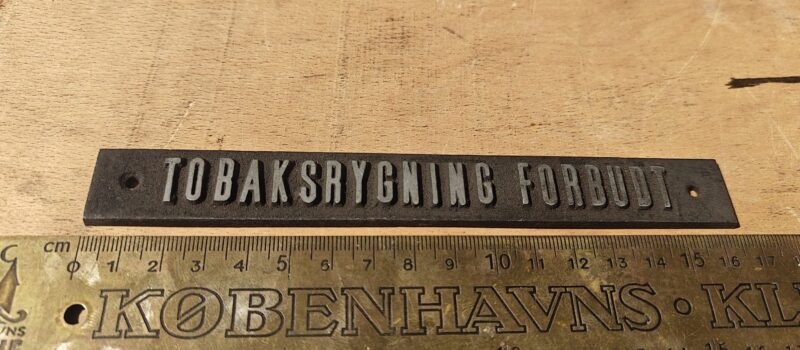 TOBAKSRYGNING FORBUDT
cm 0 1 2 3 4 5 6 7 8 9 10 11 12 13 14 15 16 17
KØBENHAVNS · KL